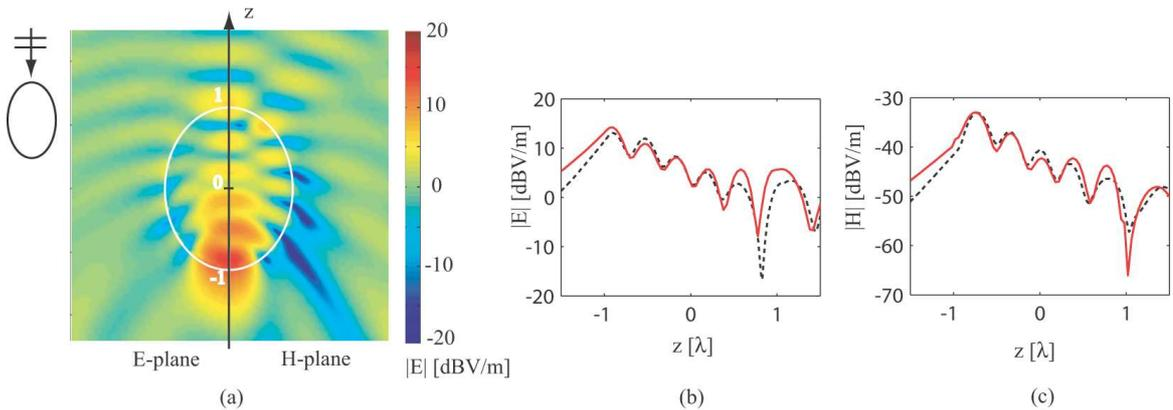 z
1
0
-1
20
10
0
-10
-20
|E| [dBV/m]
E-plane
H-plane
(a)
20
10
0
-10
-20
|E| [dBV/m]
-1
0
1
z [λ]
(b)
-30
-40
-50
-60
-70
|H| [dBV/m]
-1
0
1
z [λ]
(c)